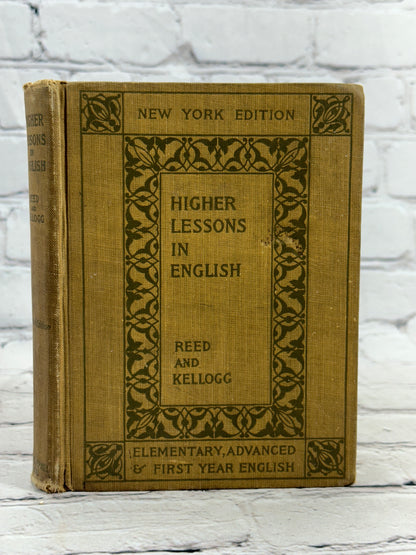 NEW YORK EDITION
HIGHER
LESSONS
IN
ENGLISH
REED
AND
KELLOGG
ELEMENTARY, ADVANCED
& FIRST YEAR ENGLISH
HIGHER
LESSONS
IN
ENGLISH
REED
AND
KELLOGG